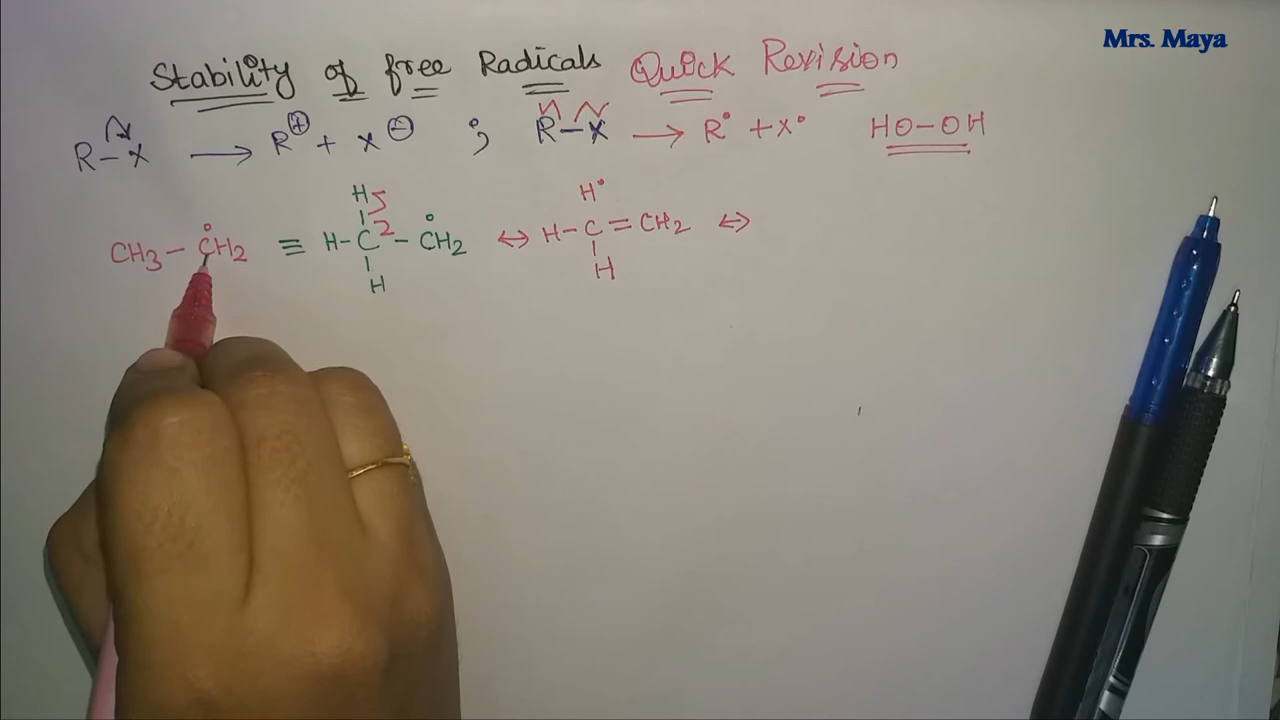 Mrs. Maya
Stability of free Radicals Quick Revision
R–X → R⊕ + X⊖ ; R–X → R• + X• HO–OH
CH3 – ĊH2 ≡ H–C–ĊH2 ↔ H–C=CH2 ↔
H H•
H H